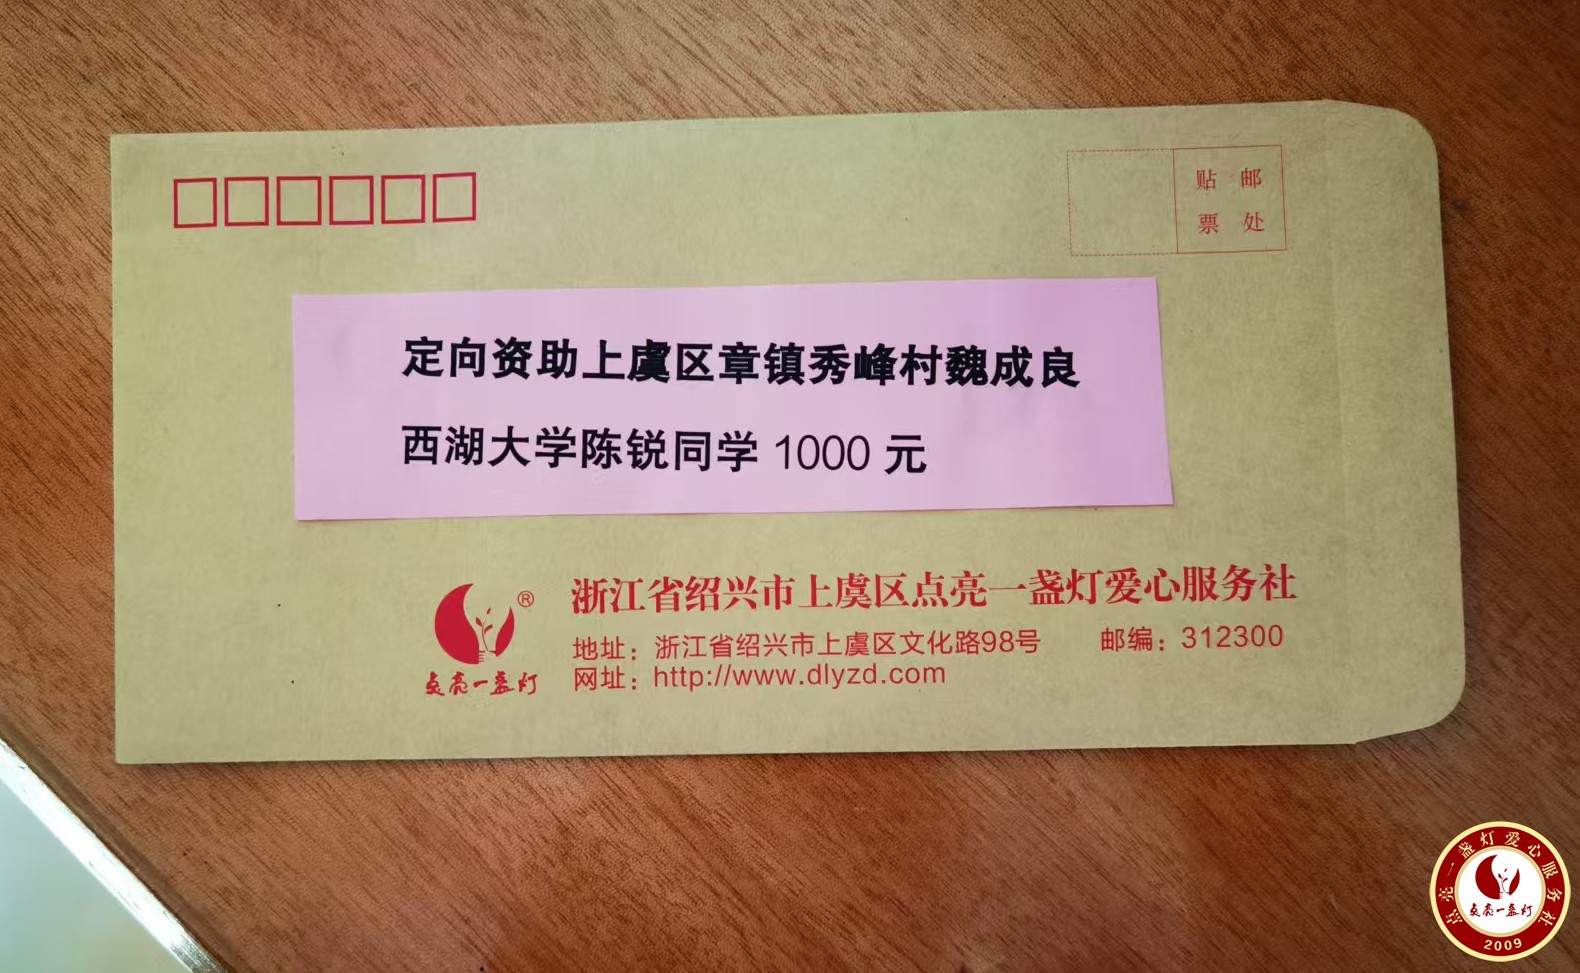 贴 邮
票 处
定向资助上虞区章镇秀峰村魏成良
西湖大学陈锐同学 1000 元
浙江省绍兴市上虞区点亮一盏灯爱心服务社
地址：浙江省绍兴市上虞区文化路98号 邮编：312300
网址：http://www.dlyzd.com
®
点亮一盏灯
点亮一盏灯爱心服务社
点亮一盏灯
2009